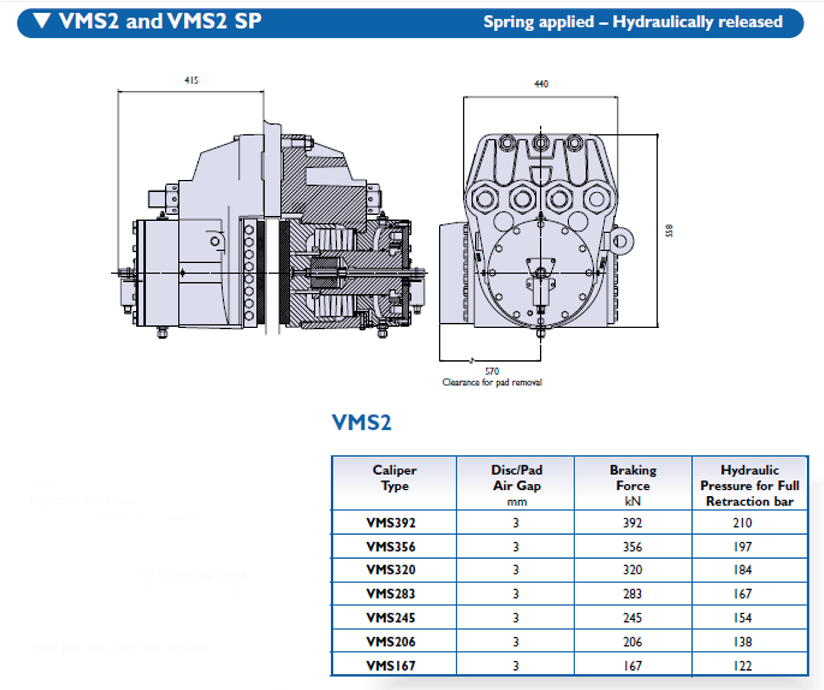 ▼ VMS2 and VMS2 SP
Spring applied – Hydraulically released
415
440
558
570
Clearance for pad removal
VMS2
Caliper Type Disc/Pad Air Gap mm Braking Force kN Hydraulic Pressure for Full Retraction bar
VMS392 3 392 210
VMS356 3 356 197
VMS320 3 320 184
VMS283 3 283 167
VMS245 3 245 154
VMS206 3 206 138
VMS167 3 167 122